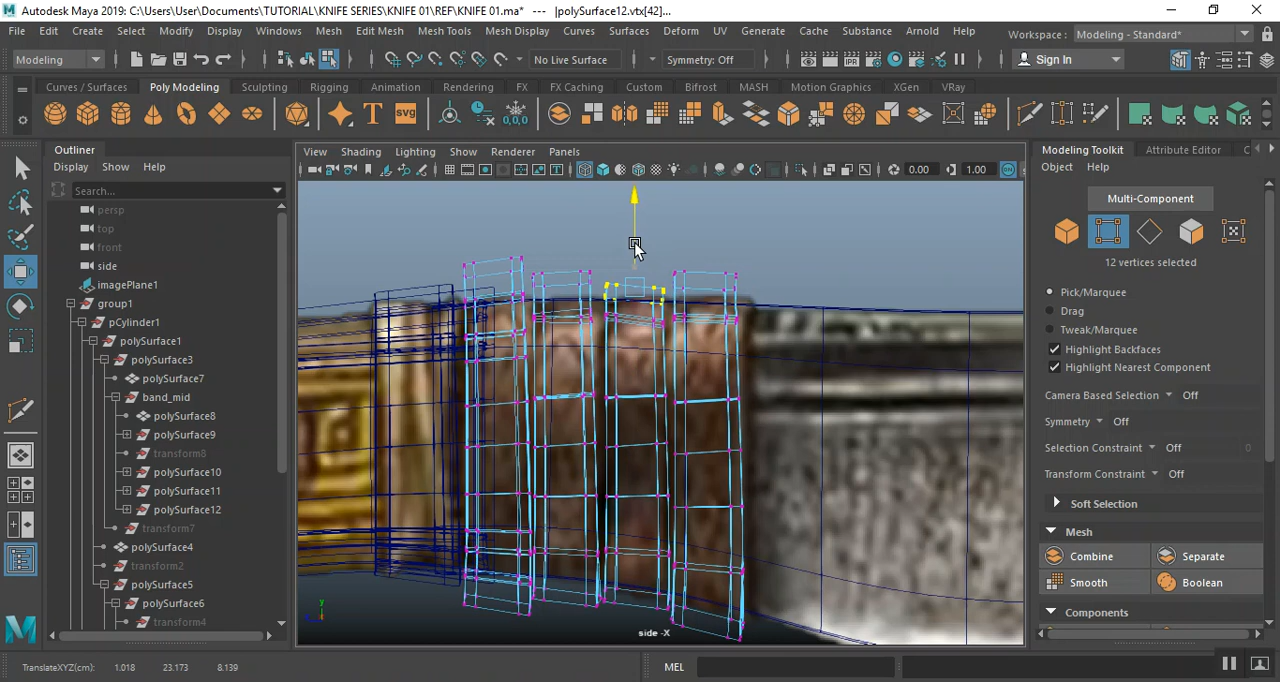 Autodesk Maya 2019: C:\Users\User\Documents\TUTORIAL\KNIFE SERIES\KNIFE 01\REF\KNIFE 01.ma* --- |polySurface12.vtx[42]...
File Edit Create Select Modify Display Windows Mesh Edit Mesh Mesh Tools Mesh Display Curves Surfaces Deform UV Generate Cache Substance Arnold Help Workspace : Modeling - Standard*
Modeling No Live Surface Symmetry: Off Sign In
Curves / Surfaces Poly Modeling Sculpting Rigging Animation Rendering FX FX Caching Custom Bifrost MASH Motion Graphics XGen VRay
T SVG 0,0,0
Outliner
Display Show Help
Search...
persp
top
front
side
imagePlane1
group1
pCylinder1
polySurface1
polySurface3
polySurface7
band_mid
polySurface8
polySurface9
transform8
polySurface10
polySurface11
polySurface12
transform7
polySurface4
transform2
polySurface5
polySurface6
transform4
View Shading Lighting Show Renderer Panels
0.00 1.00
side -X
Modeling Toolkit Attribute Editor C
Object Help
Multi-Component
12 vertices selected
Pick/Marquee
Drag
Tweak/Marquee
Highlight Backfaces
Highlight Nearest Component
Camera Based Selection Off
Symmetry Off
Selection Constraint Off 0
Transform Constraint Off
Soft Selection
Mesh
Combine Separate
Smooth Boolean
Components
TranslateXYZ(cm): 1.018 23.173 8.139 MEL